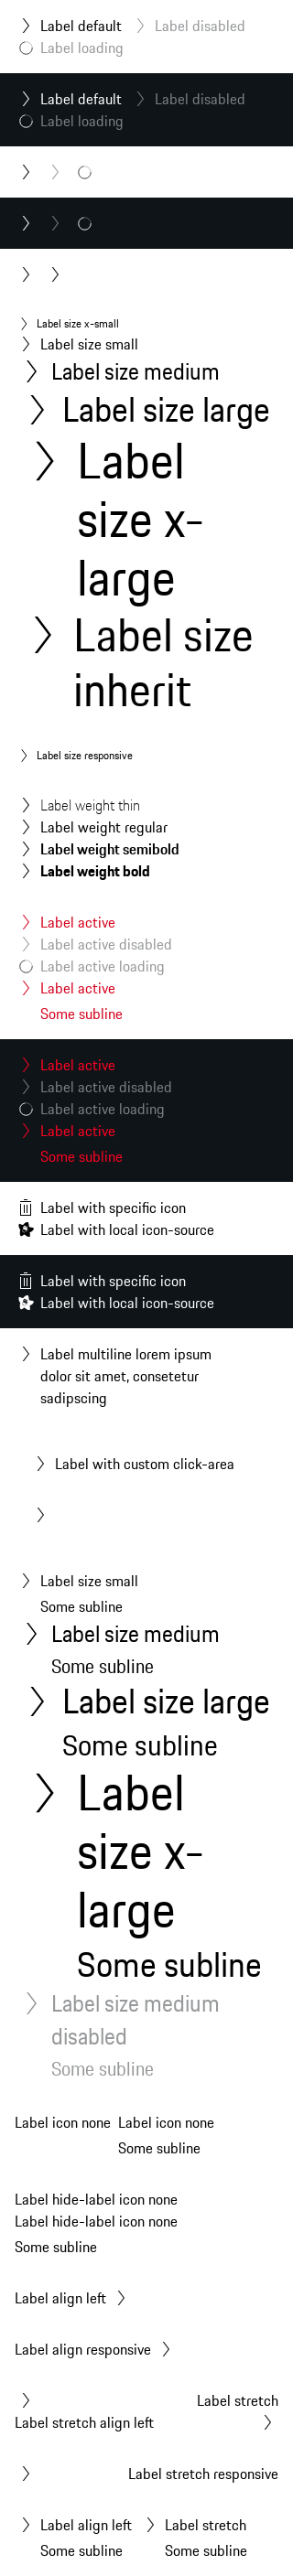 Label default Label disabled
Label loading
Label default Label disabled
Label loading
Label size x-small
Label size small
Label size medium
Label size large
Label
size x-
large
Label size
inherit
Label size responsive
Label weight thin
Label weight regular
Label weight semibold
Label weight bold
Label active
Label active disabled
Label active loading
Label active
Some subline
Label active
Label active disabled
Label active loading
Label active
Some subline
Label with specific icon
Label with local icon-source
Label with specific icon
Label with local icon-source
Label multiline lorem ipsum
dolor sit amet, consetetur
sadipscing
Label with custom click-area
Label size small
Some subline
Label size medium
Some subline
Label size large
Some subline
Label
size x-
large
Some subline
Label size medium
disabled
Some subline
Label icon none Label icon none
Some subline
Label hide-label icon none
Label hide-label icon none
Some subline
Label align left
Label align responsive
Label stretch
Label stretch align left
Label stretch responsive
Label align left Label stretch
Some subline Some subline